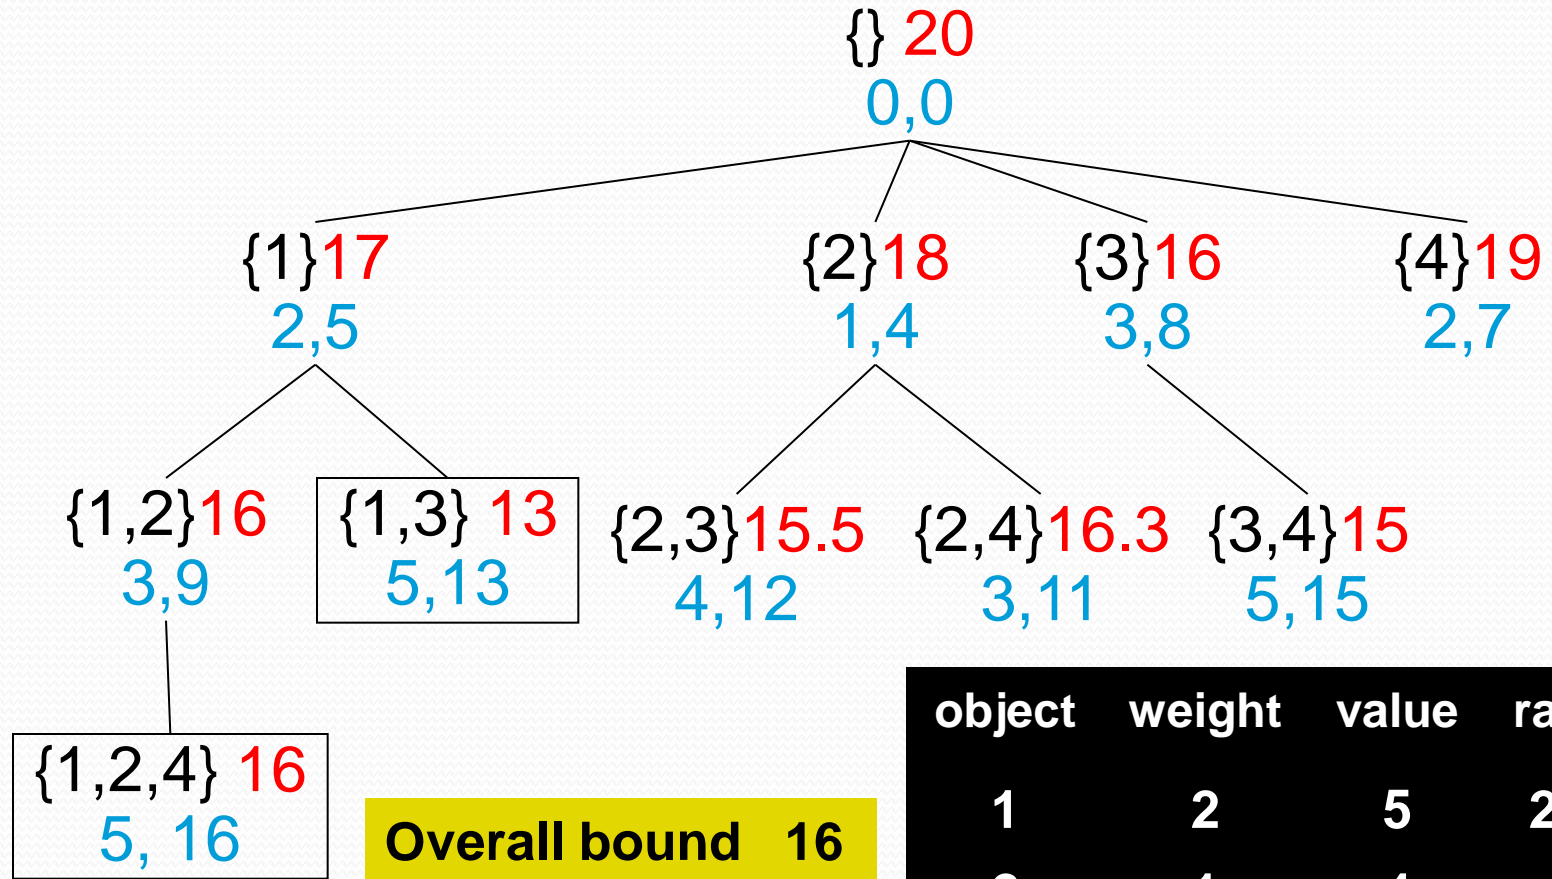 {} 20
0,0
{1}17 {2}18 {3}16 {4}19
2,5 1,4 3,8 2,7
{1,2}16 {1,3} 13 {2,3}15.5 {2,4}16.3 {3,4}15
3,9 5,13 4,12 3,11 5,15
{1,2,4} 16
5, 16
Overall bound 16
object weight value
1 2 5